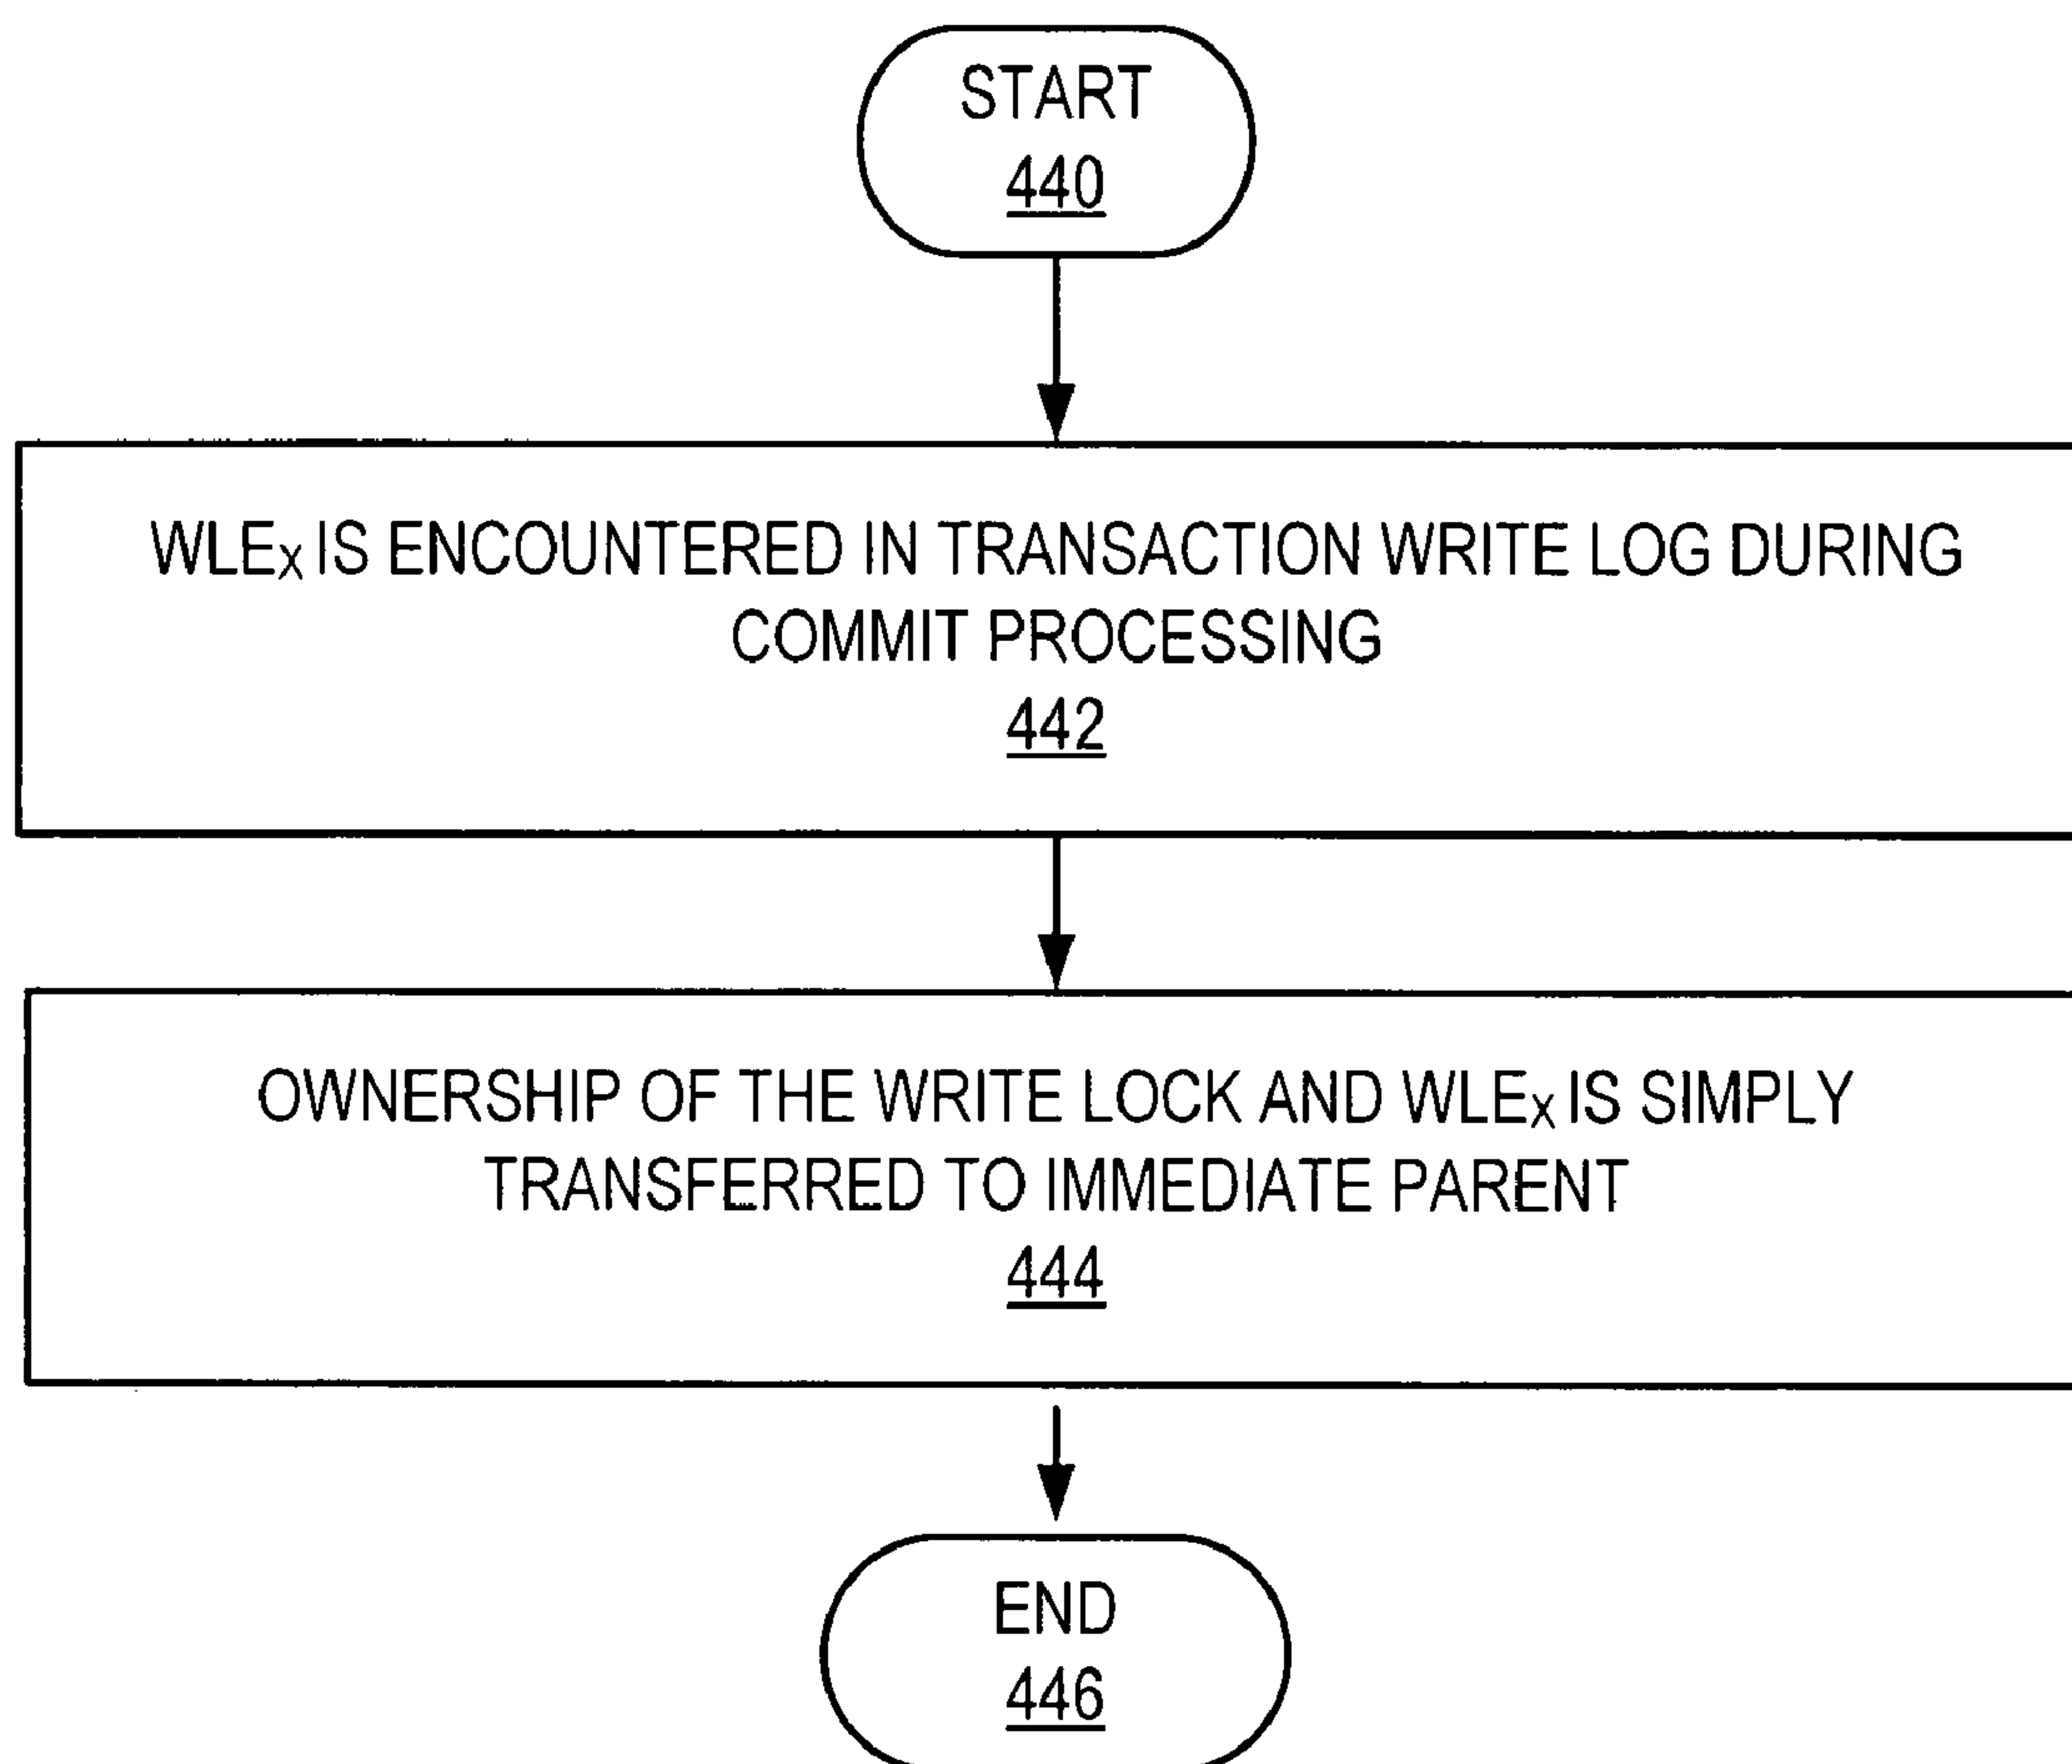 START
440
WLEX IS ENCOUNTERED IN TRANSACTION WRITE LOG DURING
COMMIT PROCESSING
442
OWNERSHIP OF THE WRITE LOCK AND WLEX IS SIMPLY
TRANSFERRED TO IMMEDIATE PARENT
444
END
446